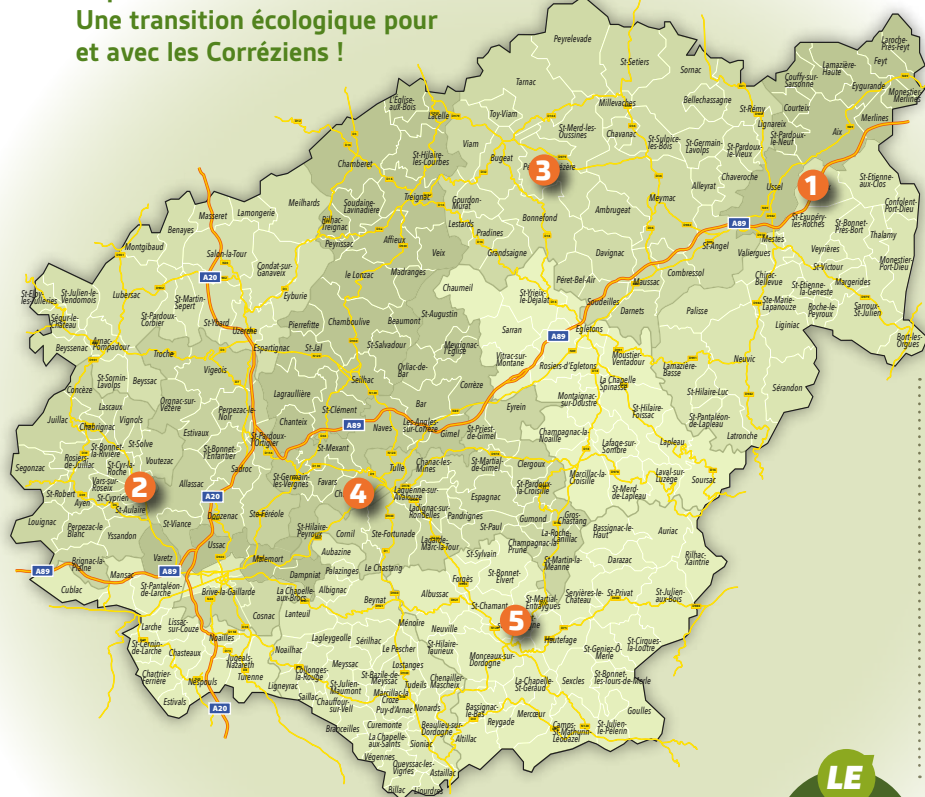 Une transition écologique pour
et avec les Corréziens !
Peyrelevade
Laroche-
Près-Feyt
Feyt
St-Setiers
Sornac
Couffy-sur-
Sarsonne
Lamazière-
Haute
Eygurande
Monestier-
Merlines
Tarnac
Millevaches
Bellechassagne
St-Rémy
Courteix
Lignareix
Merlines
Aix
L'Eglise-
aux-Bois
Lacelle
Toy-Viam
St-Merd-les-
Oussines
Chavanac
St-Sulpice-
les-Bois
St-Germain-
Lavolps
St-Pardoux-
le-Vieux
St-Pardoux-
le-Neuf
Viam
Bugeat
3
Chamberet
St-Hilaire-
les-Courbes
Treignac
Gourdon-
Murat
Alleyrat
Chaveroche
Ussel
1
St-Etienne-
aux-Clos
Confolent-
Port-Dieu
Masseret
Lamongerie
Meilhards
Soudaine-
Lavinadière
Rilhac-
Treignac
Lestards
Pradines
Bonnefond
Ambrugeat
Meymac
A89
St-Exupéry-
les-Roches
St-Bonnet-
Près-Bort
Thalamy
Benayes
Montgibaud
Salon-la-Tour
Peyrissac
Affieux
Veix
Grandsaigne
Davignac
St-Angel
Valiergues
Mestes
Veyrières
Monestier-
Port-Dieu
A20
Condat-sur-
Ganaveix
le Lonzac
Madranges
Chaumeil
Péret-Bel-Air
Maussac
Combressol
Chirac-
Bellevue
St-Victour
St-Etienne-
la-Geneste
Margerides
St-Eloy-
les-Tuileries
St-Julien-le-
Vendomois
Lubersac
St-Martin-
Sepert
Eyburie
St-Yrieix-
le-Déjalat
Soudeilles
Darnets
Palisse
Ste-Marie-
Lapanouze
Roche-le-
Peyroux
Sarroux-
St-Julien
Liginiac
Ségur-le-
Château
St-Pardoux-
Corbier
St-Ybard
Uzerche
Pierrefitte
Chamboulive
Beaumont
St-Augustin
Sarran
A89
Egletons
Bort-les-
Orgues
Beyssenac
Arnac-
Pompadour
Troche
Espartignac
St-Jal
St-Salvador
Meyrignac-
l'Eglise
Vitrac-sur-
Montane
Rosiers-d'Egletons
Moustier-
Ventadour
Lamazière-
Basse
Neuvic
Vigeois
Orliac-de-
Bar
Concèze
St-Sornin-
Lavolps
Beyssac
Seilhac
Corrèze
La Chapelle
Spinasse
Sérandon
Juillac
Lascaux
Orgnac-sur-
Vézère
Perpezac-le-
Noir
Lagraulière
St-Clément
Bar
Eyrein
Montaignac-
sur-Doustre
St-Hilaire-Luc
Chabrignac
Vignols
Estivaux
Chanteix
A89
Naves
Les-Angles-
sur-Corrèze
Gimel
St-Priest-
de-Gimel
St-Hilaire-
Foissac
St-Pantaléon-
de-Lapleau
Latronche
Segonzac
Rosiers-
de-Juillac
St-Bonnet-
la-Rivière
St-Solve
Voutezac
St-Bonnet-
l'Enfantier
St-Pardoux-
l'Ortigier
St-Mexant
Champagnac-la-
Noaille
Lafage-sur-
Sombre
Lapleau
St-Cyr-la-
Roche
Vars-sur-
Roseix
Allassac
Sadroc
St-Germain-
les-Vergnes
Favars
Tulle
Chanac-les-
Mines
St-Martial-
de-Gimel
Clergoux
Marcillac-la-
Croisille
Laval-sur-
Luzège
Soursac
St-Robert
Ayen
St-Cyprien
St-Aulaire
2
A20
4
Laguenne-sur-
Avalouze
Espagnac
St-Pardoux-
la-Croisille
St-Merd-
de-Lapleau
Louignac
Perpezac-le
Blanc
Yssandon
St-Viance
Donzenac
Ste-Féréole
St-Hilaire-
Peyroux
Cornil
Ste-Fortunade
Ladignac-sur-
Rondelles
Pandrignes
St-Paul
Gumond
Gros-
Chastang
La-Roche-
Canillac
Bassignac-le-
Haut
Auriac
Lagarde-
Marc-la-Tour
Champagnac-la-
Prune
Ussac
Malemort
Aubazine
St-Sylvain
St-Martin-la-
Méanne
Darazac
Rilhac-
Xaintrie
Brignac-la-
Plaine
A89
Mansac
Varetz
A89
Dampniat
Palazinges
Le Chastang
Forgès
St-Bonnet-
Elvert
Cublac
St-Pantaléon-
de-Larche
Brive-la-Gaillarde
La Chapelle-
aux-Brocs
Albignac
Beynat
Albussac
St-Chamant
St-Martial-
Entraygues
Servières-le-
Château
St-Privat
St-Julien-
aux-Bois
Larche
Lissac-
sur-Couze
Cosnac
Lanteuil
Ménoire
Neuville
5
Hautefage
St-Cernin-
de-Larche
Chasteaux
Noailles
Noailhac
Lagleygeolle
Sérilhac
Le Pescher
St-Hilaire-
Taurieux
Monceaux-sur-
Dordogne
St-Geniez-Ô-
Merle
St-Cirgues-
la-Loutre
Jugeals-
Nazareth
Turenne
Collonges-
la-Rouge
Meyssac
Lostanges
St-Bazile-de-
Meyssac
Tudeils
Chenailler-
Mascheix
La-Chapelle-
St-Géraud
Sexcles
St-Bonnet-
les-Tours-de-Merle
Chartrier-
Ferrière
Nespouls
Ligneyrac
St-Julien-
Maumont
Marcillac-la
Croze
Estivals
A20
Saillac
Chauffour-
sur-Vell
Puy-d'Arnac
Nonards
Bassignac-
le-Bas
Reygade
Mercœur
Goulles
Branceilles
Curemonte
Beaulieu-sur-
Dordogne
Altillac
Camps-
St-Mathurin-
Léobazel
St-Julien-
le-Pèlerin
La Chapelle-
aux-Saints
Sioniac
Végennes
Queyssac-les-
Vignes
Astaillac
Billac
Liourdres
LE